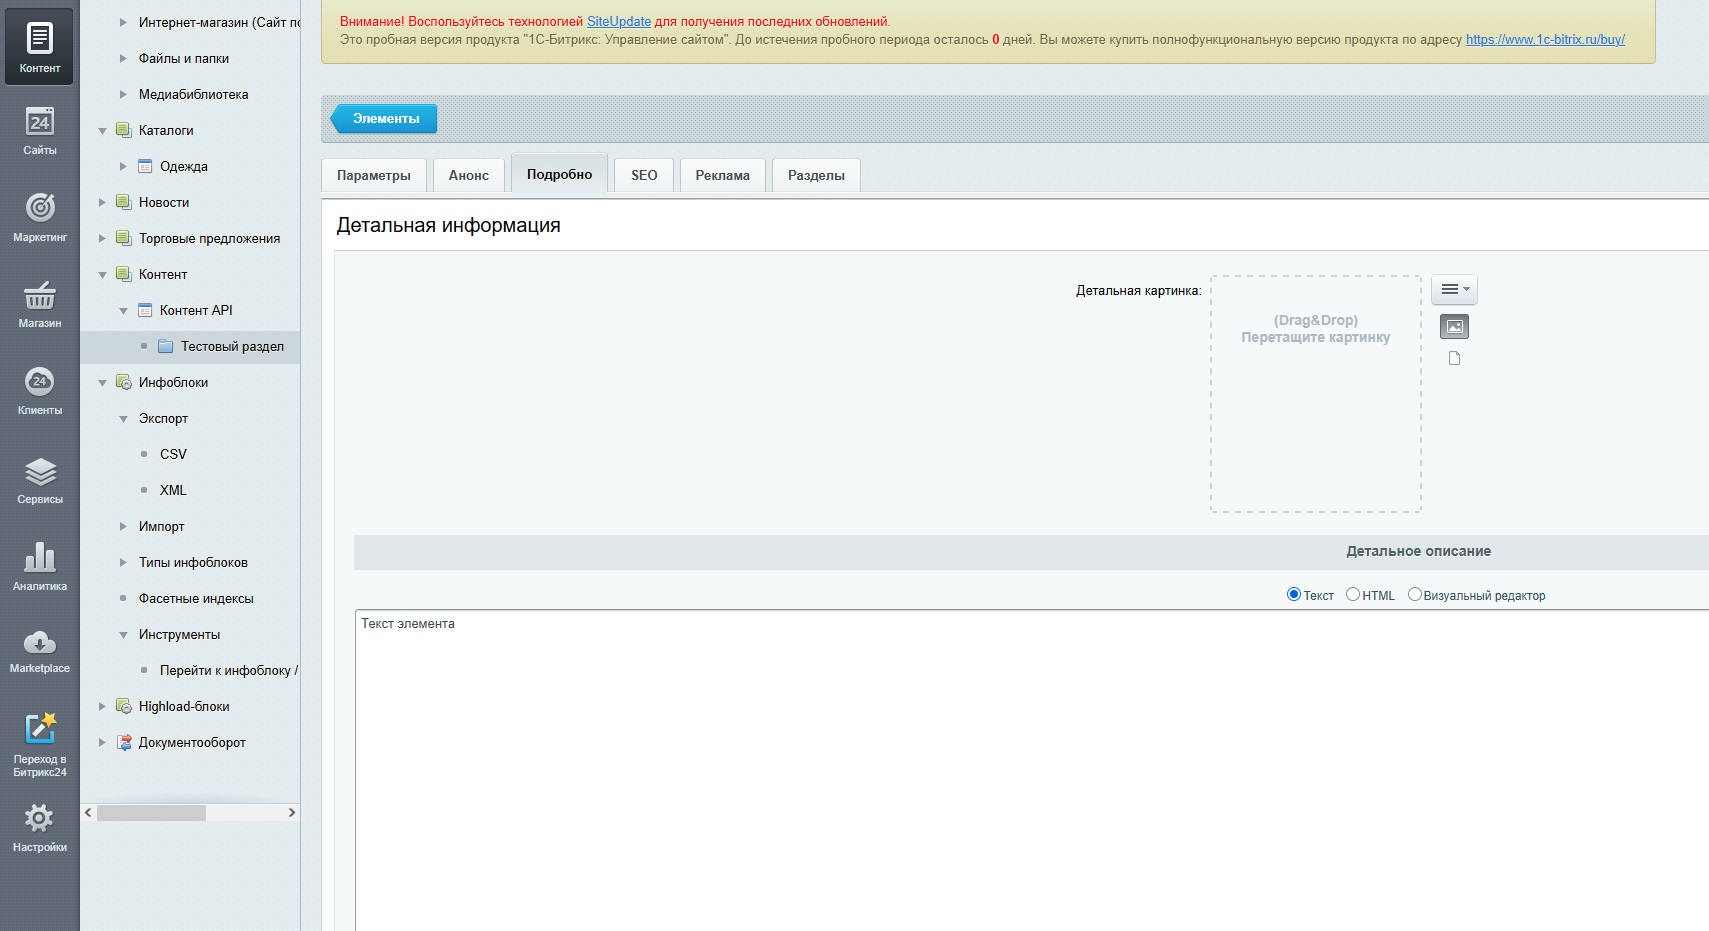 Контент
24
Сайты
Маркетинг
Магазин
24
Клиенты
Сервисы
Аналитика
Marketplace
Переход в
Битрикс24
Настройки
Интернет-магазин (Сайт по
Файлы и папки
Медиабиблиотека
Каталоги
Одежда
Новости
Торговые предложения
Контент
Контент API
Тестовый раздел
Инфоблоки
Экспорт
CSV
XML
Импорт
Типы инфоблоков
Фасетные индексы
Инструменты
Перейти к инфоблоку /
Highload-блоки
Документооборот
Внимание! Воспользуйтесь технологией SiteUpdate для получения последних обновлений.
Это пробная версия продукта "1С-Битрикс: Управление сайтом". До истечения пробного периода осталось 0 дней. Вы можете купить полнофункциональную версию продукта по адресу https://www.1c-bitrix.ru/buy/
Элементы
Параметры Анонс Подробно SEO Реклама Разделы
Детальная информация
Детальная картинка:
(Drag&Drop)
Перетащите картинку
Детальное описание
Текст HTML Визуальный редактор
Текст элемента